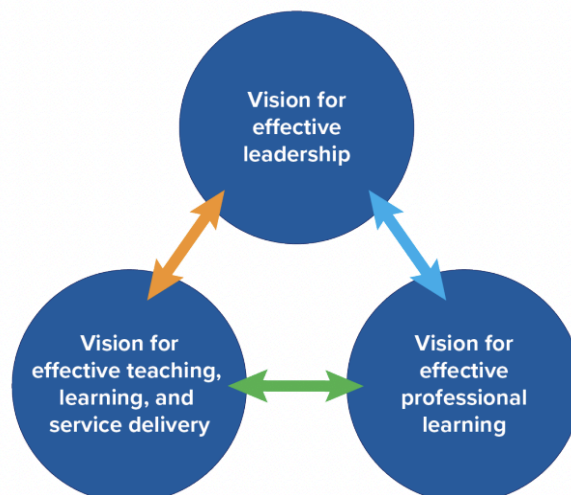 Vision for
effective
leadership
Vision for
effective teaching,
learning, and
service delivery
Vision for
effective
professional
learning